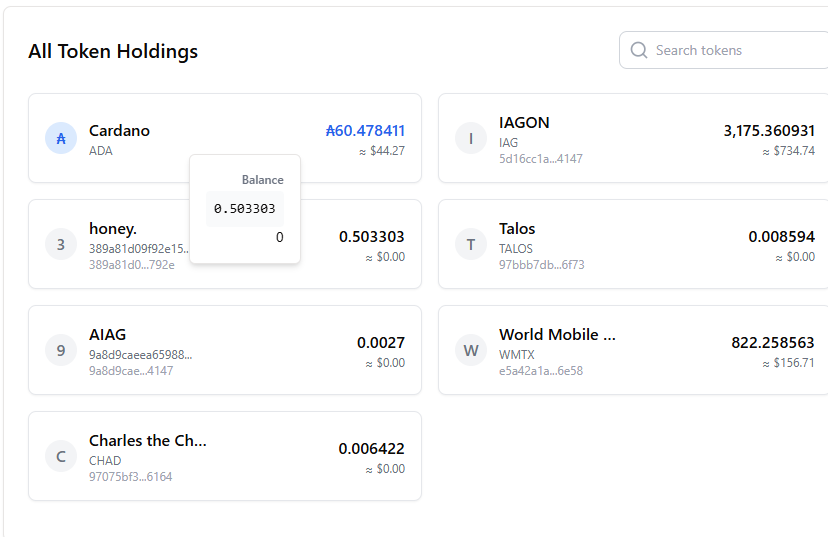 All Token Holdings
Search tokens
₳
Cardano
ADA
₳60.478411
≈ $44.27
I
IAGON
IAG
5d16cc1a...4147
3,175.360931
≈ $734.74
Balance
0.503303
0
3
honey.
389a81d09f92e15..
389a81d0...792e
0.503303
≈ $0.00
T
Talos
TALOS
97bbb7db...6f73
0.008594
≈ $0.00
9
AIAG
9a8d9caeea65988...
9a8d9cae...4147
0.0027
≈ $0.00
W
World Mobile ...
WMTX
e5a42a1a...6e58
822.258563
≈ $156.71
C
Charles the Ch...
CHAD
97075bf3...6164
0.006422
≈ $0.00